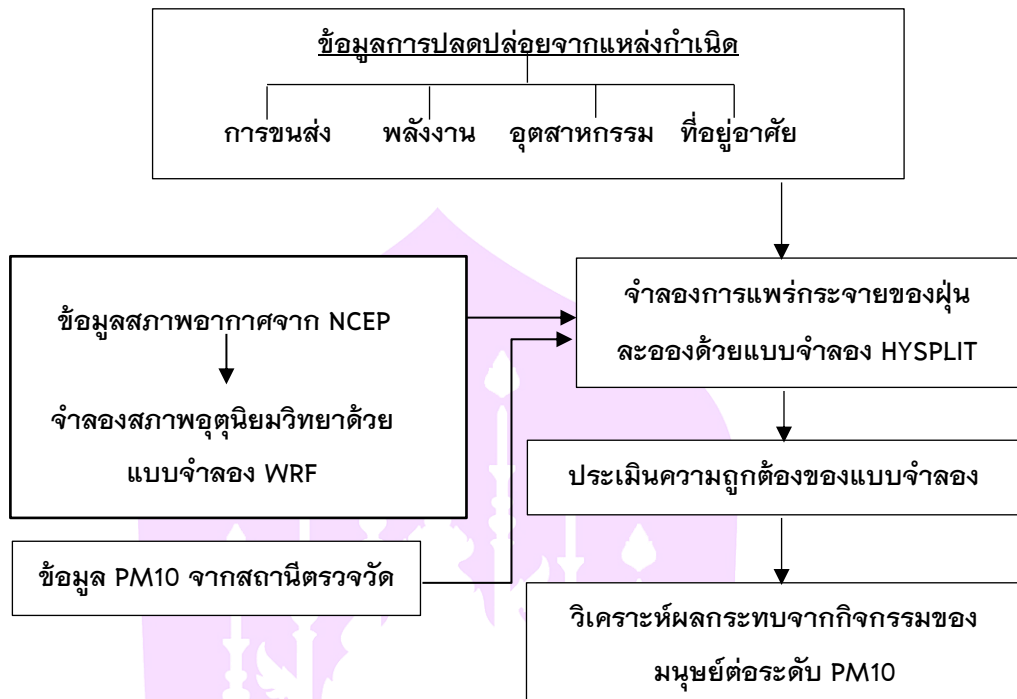 ข้อมูลการปลดปล่อยจากแหล่งกำเนิด
การขนส่ง พลังงาน อุตสาหกรรม ที่อยู่อาศัย
ข้อมูลสภาพอากาศจาก NCEP
จำลองสภาพอุตุนิยมวิทยาด้วย
แบบจำลอง WRF
ข้อมูล PM10 จากสถานีตรวจวัด
จำลองการแพร่กระจายของฝุ่น
ละอองด้วยแบบจำลอง HYSPLIT
ประเมินความถูกต้องของแบบจำลอง
วิเคราะห์ผลกระทบจากกิจกรรมของ
มนุษย์ต่อระดับ PM10